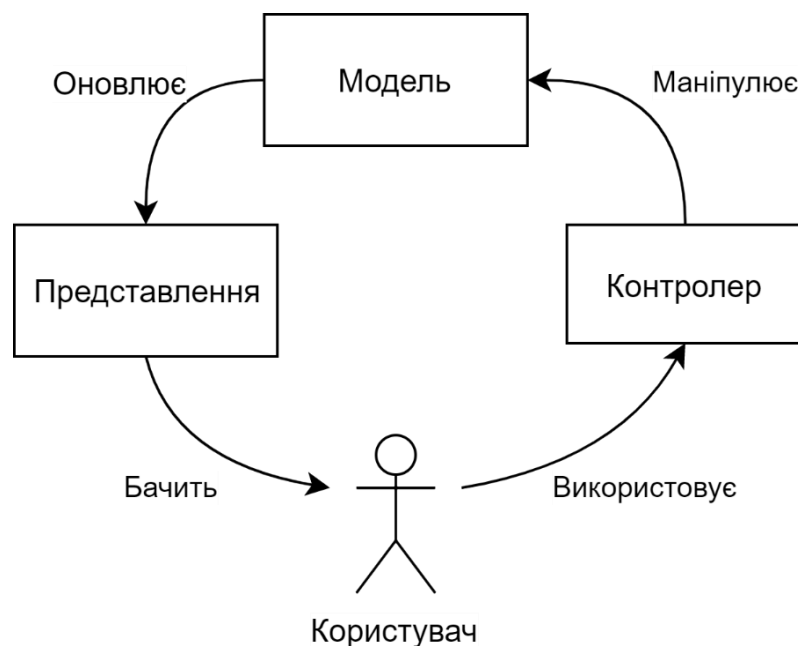 Модель
Оновлює
Маніпулює
Представлення
Контролер
Бачить
Використовує
Користувач